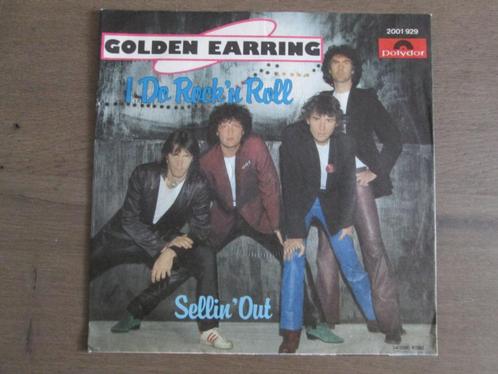 2001 929
GOLDEN EARRING
polydor
I Do Rock'n Roll
Sellin' Out